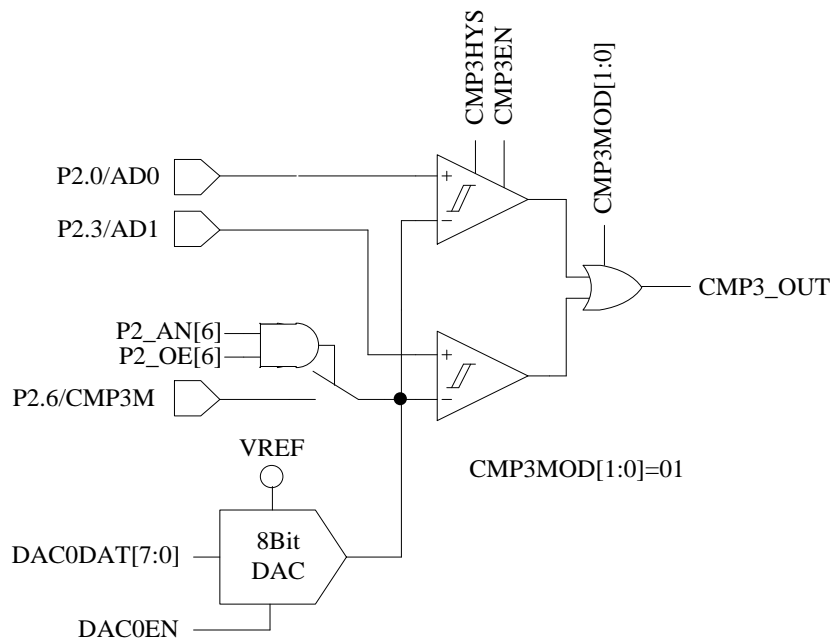 CMP3HYS
CMP3EN
CMP3MOD[1:0]
P2.0/AD0
+
−
P2.3/AD1
CMP3_OUT
P2_AN[6]
P2_OE[6]
+
−
P2.6/CMP3M
VREF
CMP3MOD[1:0]=01
DAC0DAT[7:0]
8Bit
DAC
DAC0EN